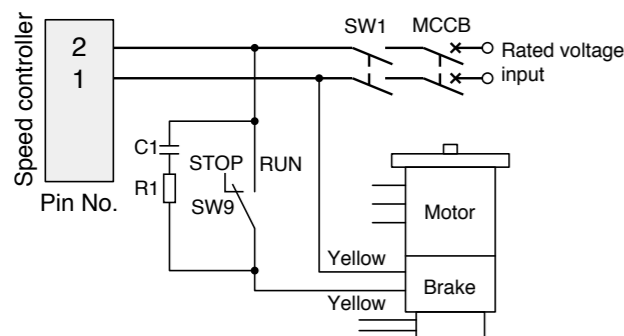 SW1 MCCB
Rated voltage
input
Speed controller
2
1
Pin No.
C1
R1
STOP
RUN
SW9
Motor
Yellow
Brake
Yellow